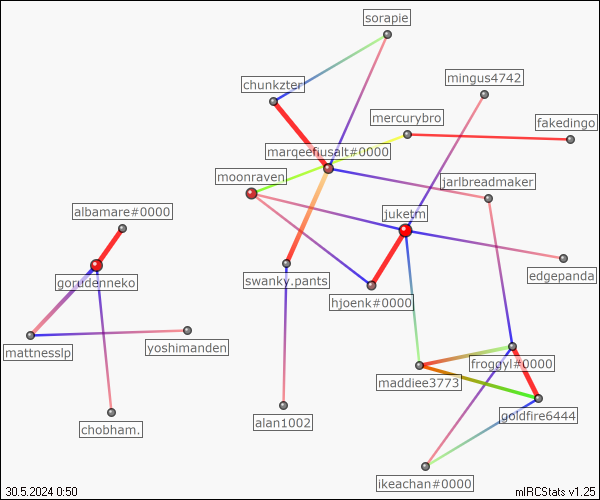 sorapie
mingus4742
chunkzter
mercurybro
fakedingo
marqeefiusalt#0000
moonraven
jarlbreadmaker
albamare#0000
juketm
edgepanda
gorudenneko
swanky.pants
hjoenk#0000
mattnesslp
yoshimanden
froggyl#0000
maddiee3773
goldfire6444
chobham.
alan1002
ikeachan#0000
30.5.2024 0:50
mIRCStats v1.25